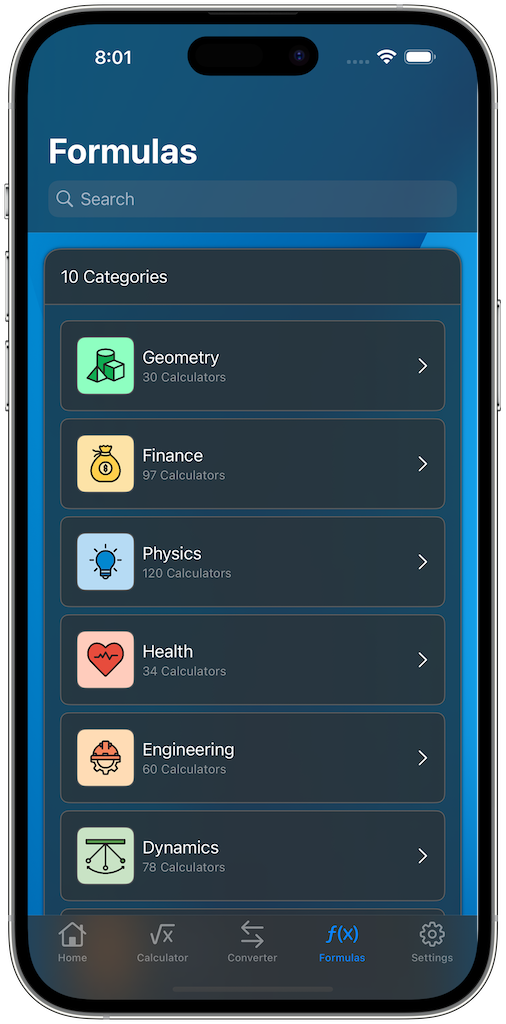 8:01
Formulas
Search
10 Categories
Geometry
30 Calculators
Finance
97 Calculators
Physics
120 Calculators
Health
34 Calculators
Engineering
60 Calculators
Dynamics
78 Calculators
√x ƒ(x)
Home Calculator Converter Formulas Settings